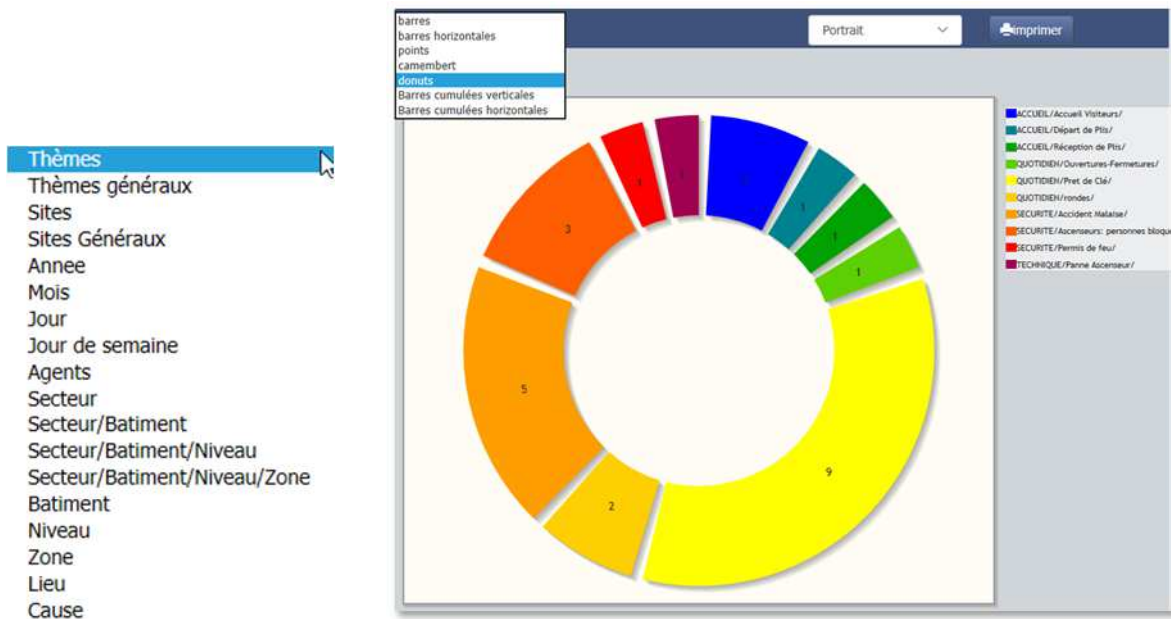 Thèmes
Thèmes généraux
Sites
Sites Généraux
Annee
Mois
Jour
Jour de semaine
Agents
Secteur
Secteur/Batiment
Secteur/Batiment/Niveau
Secteur/Batiment/Niveau/Zone
Batiment
Niveau
Zone
Lieu
Cause
barres
barres horizontales
points
camembert
donuts
Barres cumulées verticales
Barres cumulées horizontales
Portrait
imprimer
1
1
1
1
3
1
5
9
2
ACCUEIL/Accueil Visiteurs/
ACCUEIL/Départ de Plis/
ACCUEIL/Réception de Plis/
QUOTIDIEN/Ouvertures-Fermetures/
QUOTIDIEN/Pret de Clé/
QUOTIDIEN/rondes/
SECURITE/Accident Malaise/
SECURITE/Ascenseurs: personnes bloqu
SECURITE/Permis de feu/
TECHNIQUE/Panne Ascenseur/